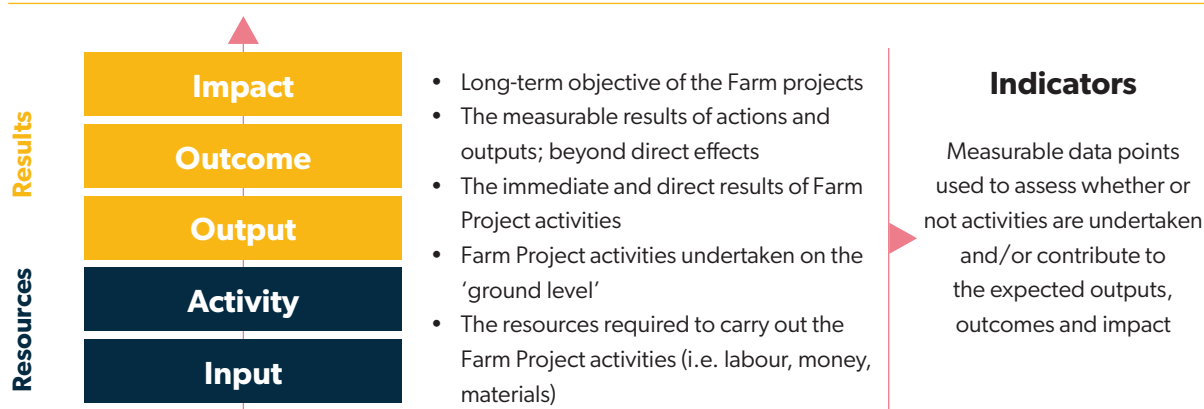 Results
Resources
Impact
Outcome
Output
Activity
Input
• Long-term objective of the Farm projects
• The measurable results of actions and
outputs; beyond direct effects
• The immediate and direct results of Farm
Project activities
• Farm Project activities undertaken on the
‘ground level’
• The resources required to carry out the
Farm Project activities (i.e. labour, money,
materials)
Indicators
Measurable data points
used to assess whether or
not activities are undertaken
and/or contribute to
the expected outputs,
outcomes and impact